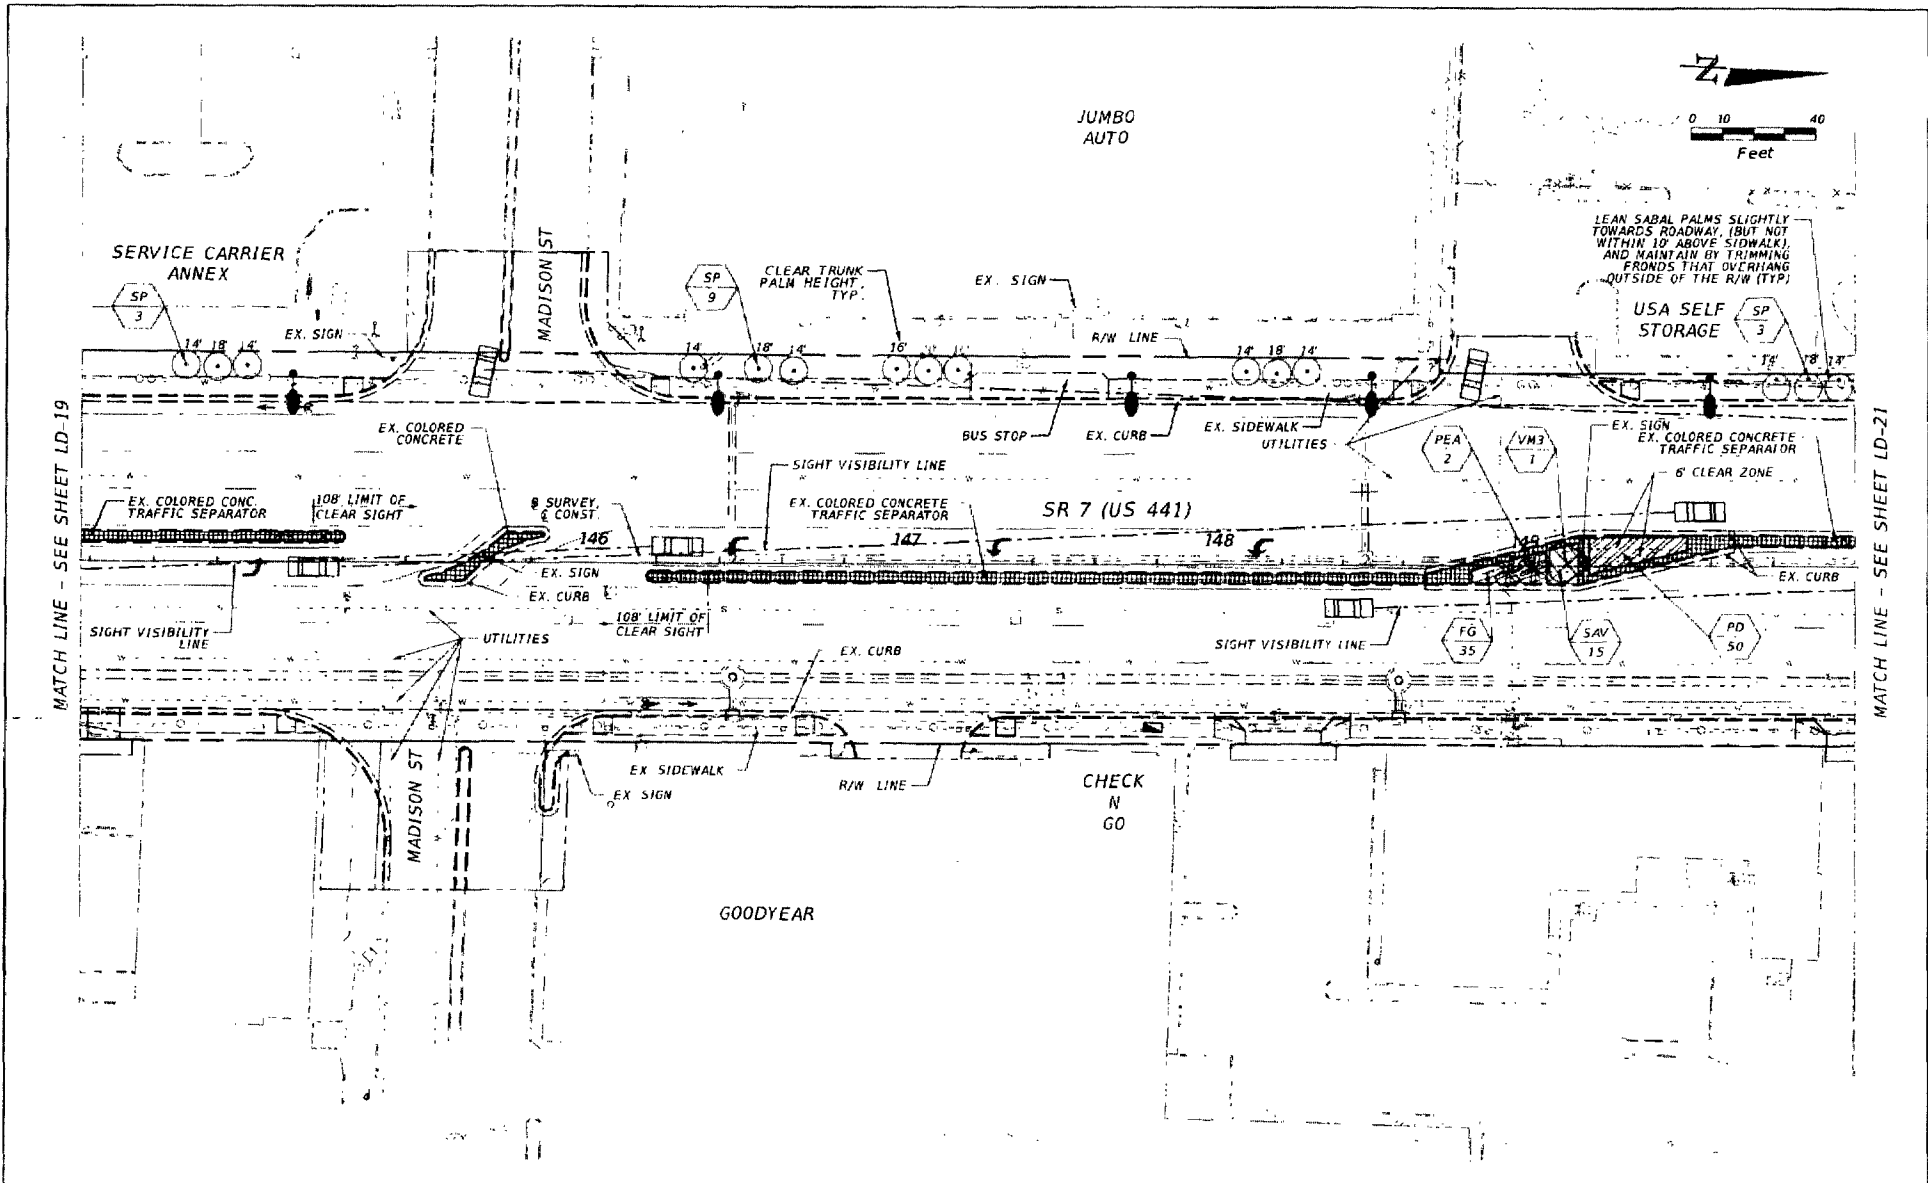 N
0 10 40
Feet
JUMBO
AUTO
LEAN SABAL PALMS SLIGHTLY
TOWARDS ROADWAY, (BUT NOT
WITHIN 10' ABOVE SIDWALK),
AND MAINTAIN BY TRIMMING
FRONDS THAT OVERHANG
OUTSIDE OF THE R/W (TYP)
SERVICE CARRIER
ANNEX
SP
3
EX. SIGN
14' 18' 14'
MADISON ST
SP
9
CLEAR TRUNK
PALM HEIGHT,
TYP.
EX. SIGN
R/W LINE
14' 18' 14'
16'
14' 18' 14'
USA SELF
STORAGE
SP
3
14' 18' 14'
MATCH LINE - SEE SHEET LD-19
MATCH LINE - SEE SHEET LD-21
EX. COLORED
CONCRETE
BUS STOP
EX. CURB
EX. SIDEWALK
UTILITIES
PEA
2
VM3
1
EX. SIGN
EX. COLORED CONCRETE
TRAFFIC SEPARATOR
6' CLEAR ZONE
SIGHT VISIBILITY LINE
EX. COLORED CONC.
TRAFFIC SEPARATOR
108' LIMIT OF
CLEAR SIGHT
SURVEY,
CONST.
EX. COLORED CONCRETE
TRAFFIC SEPARATOR
SR 7 (US 441)
146
147
148
EX. SIGN
EX. CURB
EX. CURB
SIGHT VISIBILITY
LINE
UTILITIES
108' LIMIT OF
CLEAR SIGHT
EX. CURB
SIGHT VISIBILITY LINE
FG
35
SAV
15
PD
50
MADISON ST
EX SIDEWALK
EX SIGN
R/W LINE
CHECK
N
GO
GOODYEAR